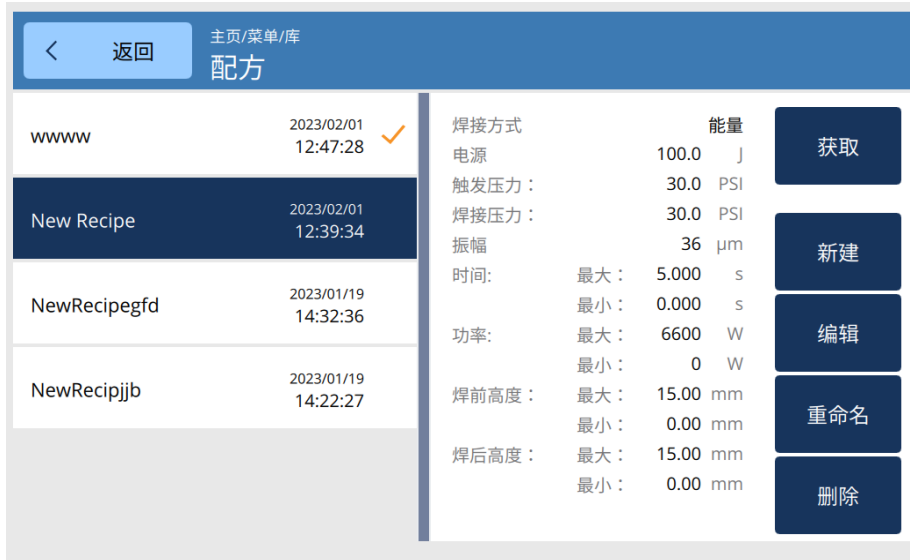 返回
主页/菜单/库
配方
wwww
2023/02/01
12:47:28
New Recipe
2023/02/01
12:39:34
NewRecipegfd
2023/01/19
14:32:36
NewRecipjjb
2023/01/19
14:22:27
焊接方式 能量
电源 100.0 J
触发压力： 30.0 PSI
焊接压力： 30.0 PSI
振幅 36 µm
时间: 最大： 5.000 s
最小： 0.000 s
功率: 最大： 6600 W
最小： 0 W
焊前高度： 最大： 15.00 mm
最小： 0.00 mm
焊后高度： 最大： 15.00 mm
最小： 0.00 mm
获取
新建
编辑
重命名
删除